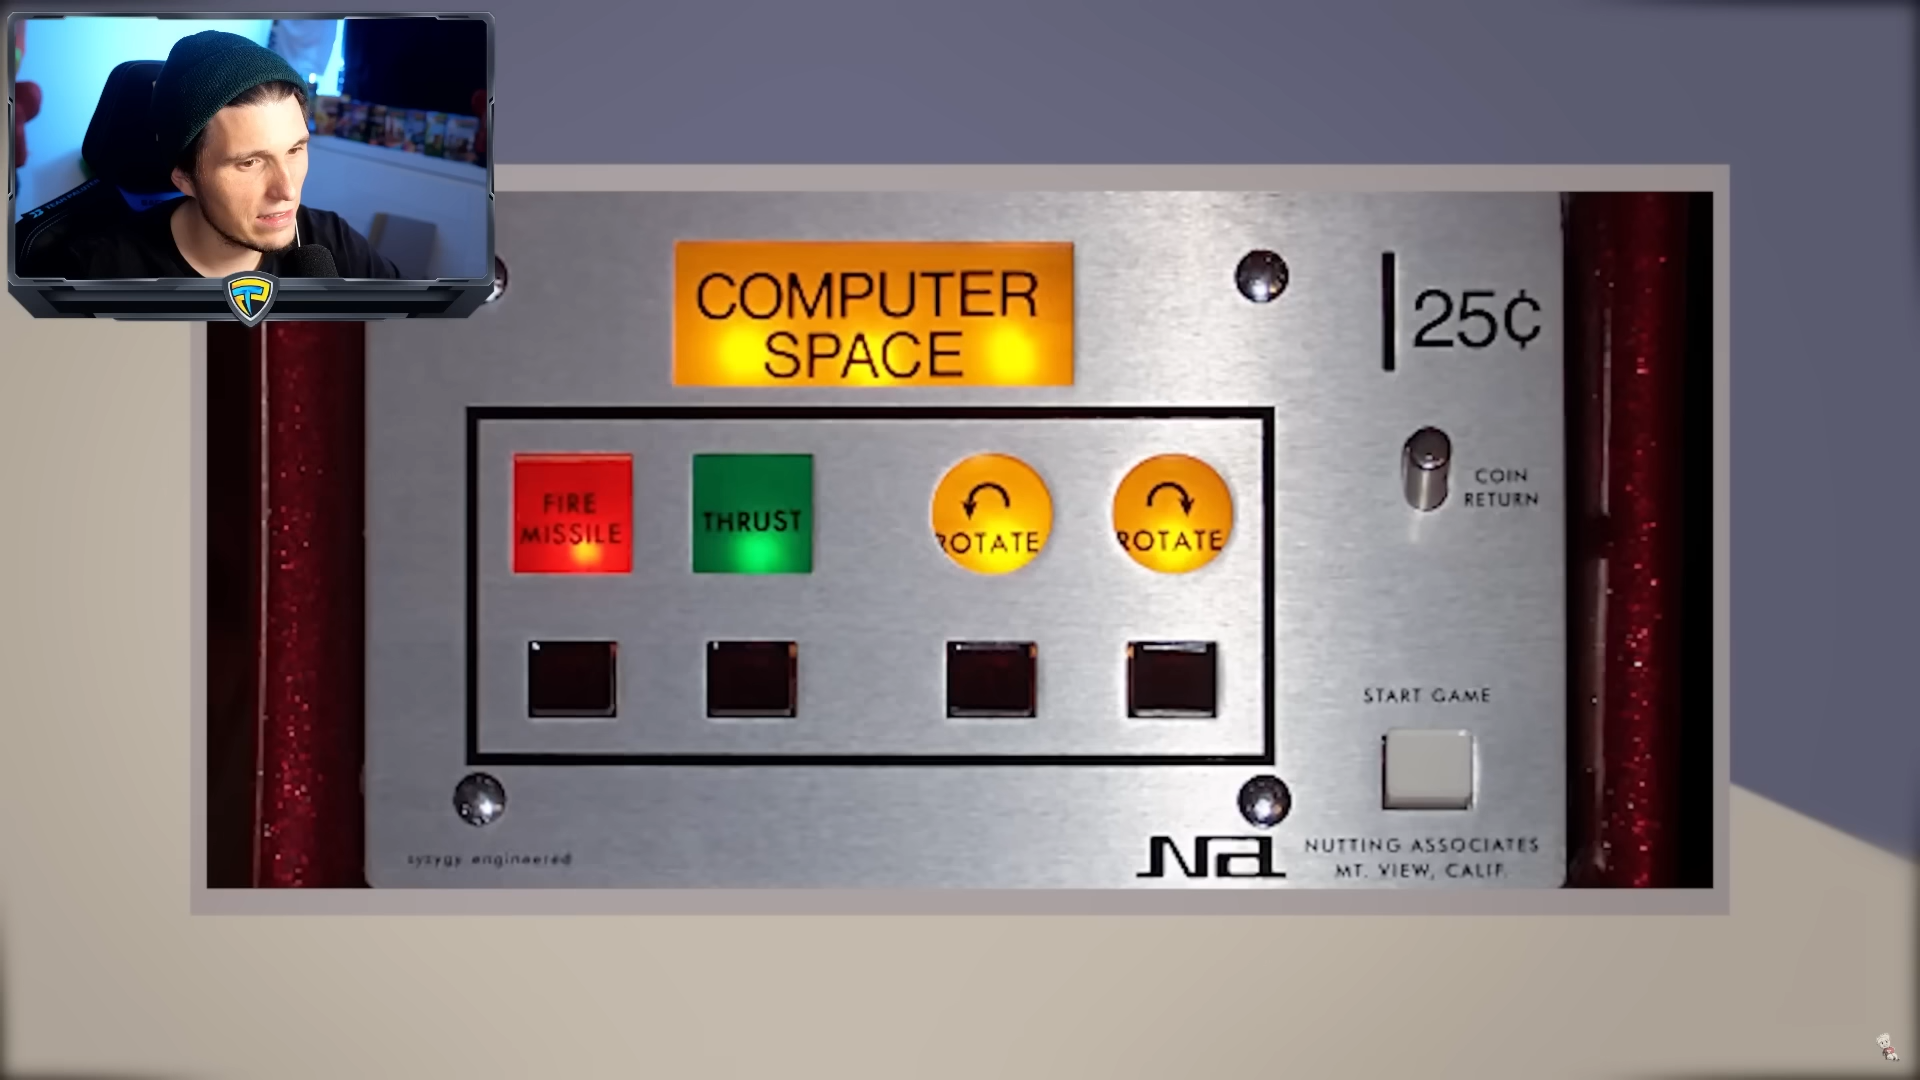 COMPUTER
SPACE
25¢
FIRE
MISSILE
THRUST
ROTATE
ROTATE
COIN
RETURN
START GAME
syzygy engineered
Na
NUTTING ASSOCIATES
MT. VIEW, CALIF.